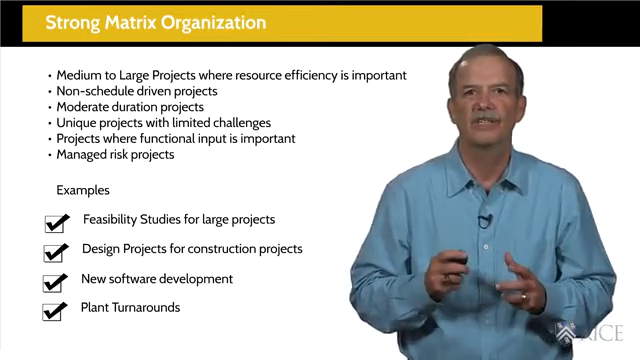 Strong Matrix Organization
• Medium to Large Projects where resource efficiency is important
• Non-schedule driven projects
• Moderate duration projects
• Unique projects with limited challenges
• Projects where functional input is important
• Managed risk projects
Examples
Feasibility Studies for large projects
Design Projects for construction projects
New software development
Plant Turnarounds
RICE